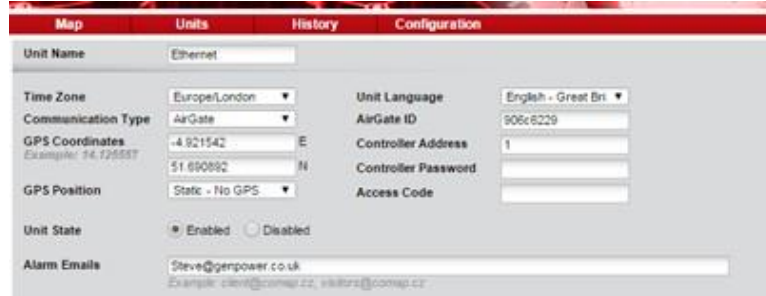 Map Units History Configuration
Unit Name Ethernet
Time Zone Europe/London Unit Language English - Great Bri
Communication Type AirGate AirGate ID 906c6229
GPS Coordinates -4.921542 E Controller Address 1
Example: 14.125557
51.690892 N Controller Password
GPS Position Static - No GPS Access Code
Unit State Enabled Disabled
Alarm Emails Steve@genpower.co.uk
Example: client@comap.cz, visitors@comap.cz